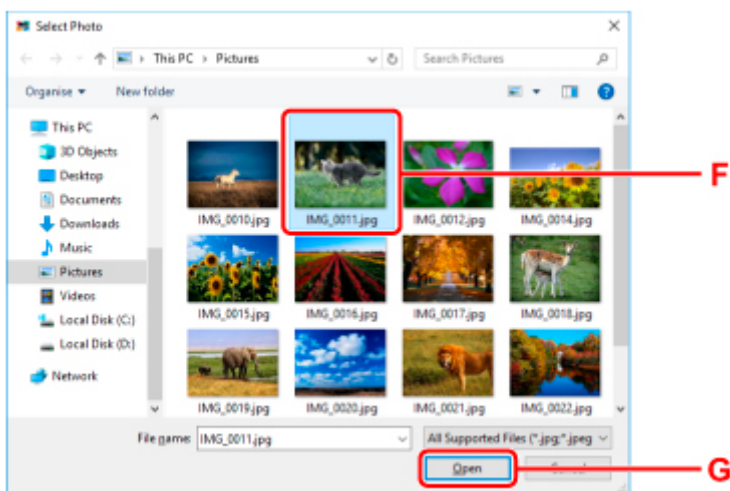 Select Photo
This PC › Pictures
Search Pictures
Organise
New folder
This PC
3D Objects
Desktop
Documents
Downloads
Music
Pictures
Videos
Local Disk (C:)
Local Disk (D:)
Network
IMG_0010.jpg
IMG_0011.jpg
IMG_0012.jpg
IMG_0014.jpg
F
IMG_0015.jpg
IMG_0016.jpg
IMG_0017.jpg
IMG_0018.jpg
IMG_0019.jpg
IMG_0020.jpg
IMG_0021.jpg
IMG_0022.jpg
File name: IMG_0011.jpg
All Supported Files (*.jpg;*.jpeg
Open
G